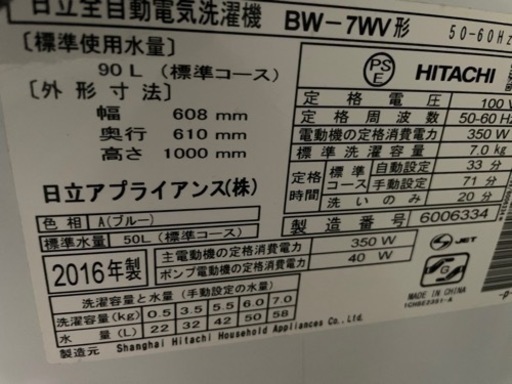 日立全自動電気洗濯機 BW-7WV形 50-60Hz
[標準使用水量]
90L (標準コース)
[外形寸法]
幅 608 mm
奥行 610 mm
高さ 1000 mm
日立アプライアンス(株)
色相 A(ブルー)
標準水量 50L (標準コース)
2016年製
PSE HITACHI
定格電圧 100V
定格周波数 50-60 Hz
電動機の定格消費電力 350 W
標準洗濯容量 7.0kg
定格時間 標準コース 自動設定 33分
手動設定 71分
洗いのみ 20分
製造番号 6006334
主電動機の定格消費電力 350 W
ポンプ電動機の定格消費電力 40 W
JET
G
MADE IN CHINA
洗濯容量と水量 (手動設定の水量)
洗濯容量(kg) 0.5 3.5 5.5 6.0 7.0
水量 (L) 22 32 42 50 58
製造元 Shanghai Hitachi Household Appliances Co.,Ltd.